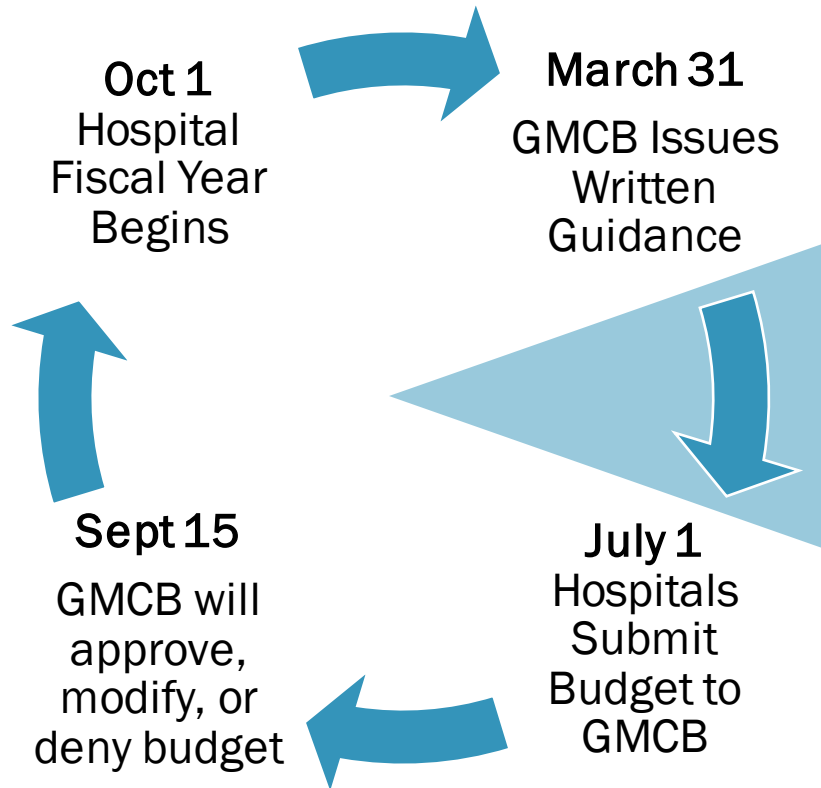 Oct 1
Hospital
Fiscal Year
Begins
March 31
GMCB Issues
Written
Guidance
July 1
Hospitals
Submit
Budget to
GMCB
Sept 15
GMCB will
approve,
modify, or
deny budget